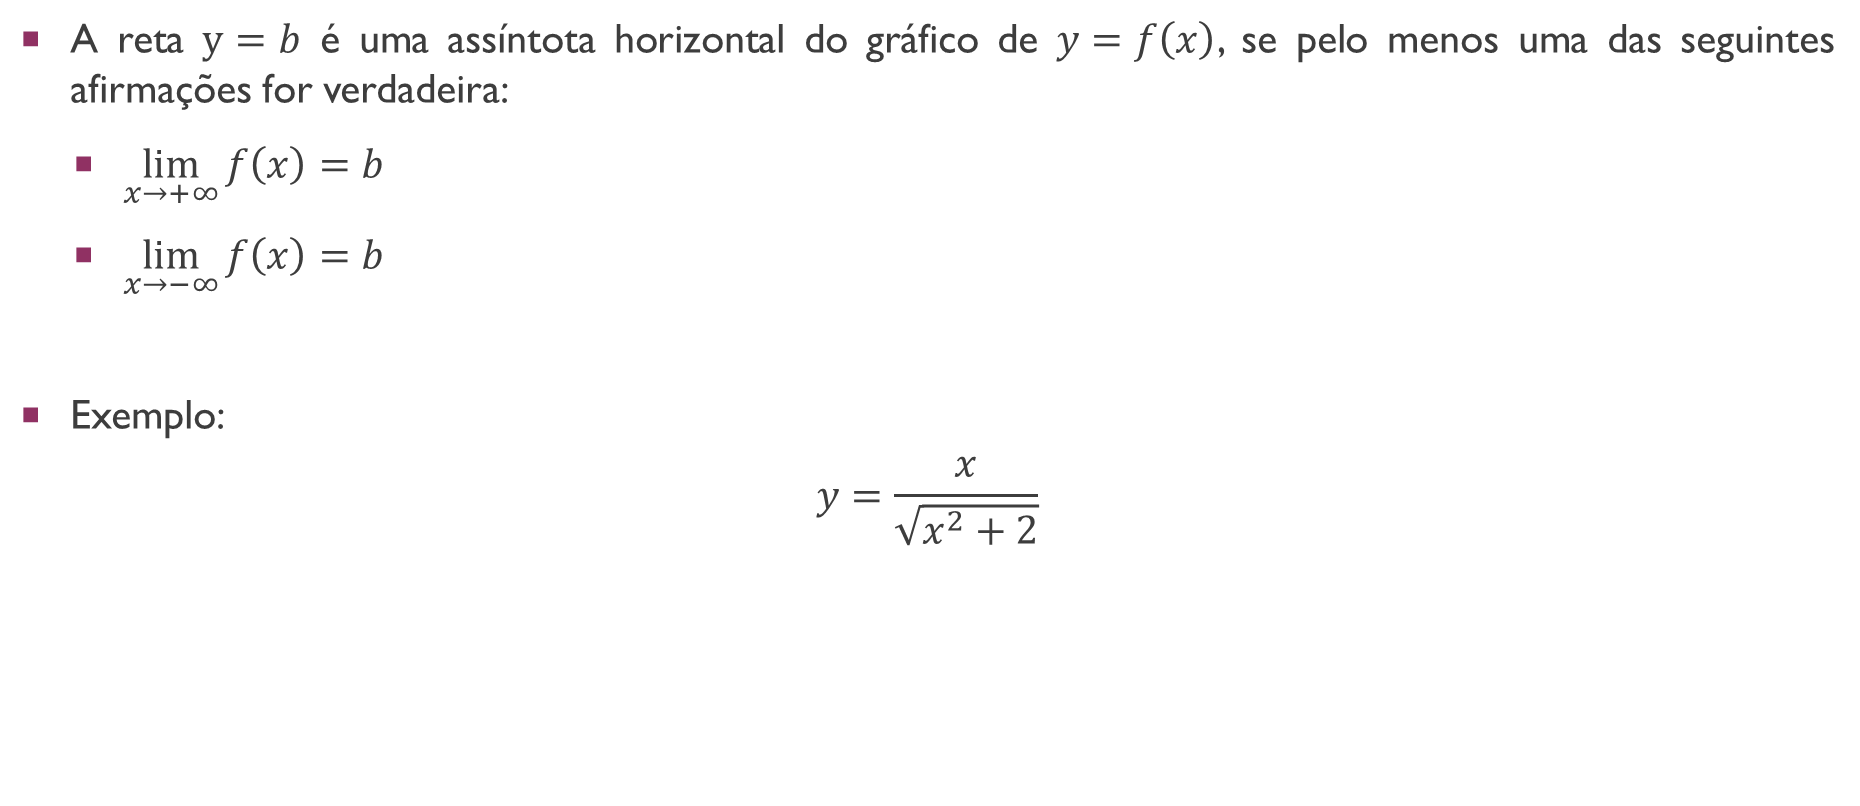 ▪ A reta y = b é uma assíntota horizontal do gráfico de y = f(x), se pelo menos uma das seguintes
afirmações for verdadeira:
▪ lim x→+∞ f(x) = b
▪ lim x→−∞ f(x) = b
▪ Exemplo:
y = x / √(x² + 2)